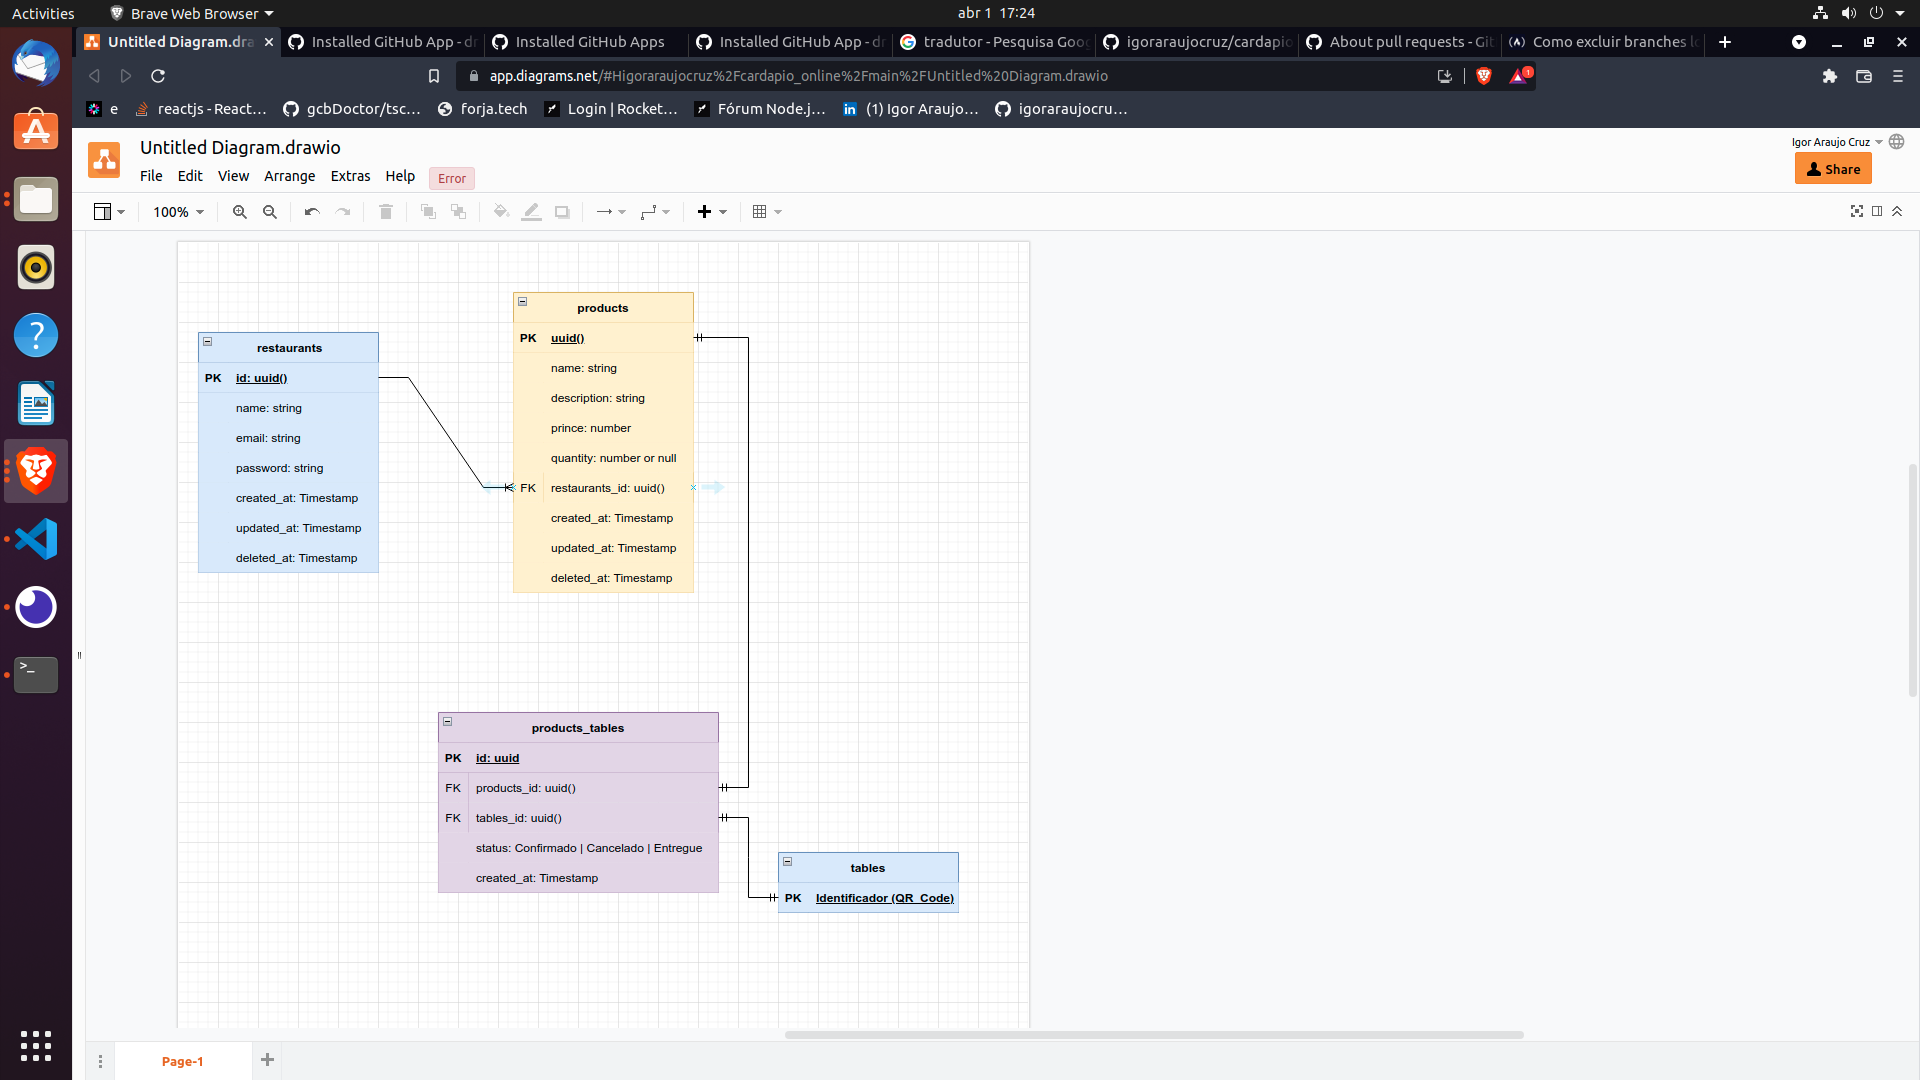 Activities
Brave Web Browser
abr 1 17:24
Untitled Diagram.dra
Installed GitHub App - dr
Installed GitHub Apps
Installed GitHub App - dr
tradutor - Pesquisa Goog
igoraraujocruz/cardapio
About pull requests - Git
Como excluir branches lo
app.diagrams.net/#Higoraraujocruz%2Fcardapio_online%2Fmain%2FUntitled%20Diagram.drawio
1
e
reactjs - React…
gcbDoctor/tsc…
forja.tech
Login | Rocket…
Fórum Node.j…
(1) Igor Araujo…
igoraraujocru…
Untitled Diagram.drawio
Igor Araujo Cruz
File Edit View Arrange Extras Help Error
Share
100%
products
PK uuid()
name: string
description: string
prince: number
quantity: number or null
FK restaurants_id: uuid()
created_at: Timestamp
updated_at: Timestamp
deleted_at: Timestamp
restaurants
PK id: uuid()
name: string
email: string
password: string
created_at: Timestamp
updated_at: Timestamp
deleted_at: Timestamp
products_tables
PK id: uuid
FK products_id: uuid()
FK tables_id: uuid()
status: Confirmado | Cancelado | Entregue
created_at: Timestamp
tables
PK Identificador (QR_Code)
Page-1